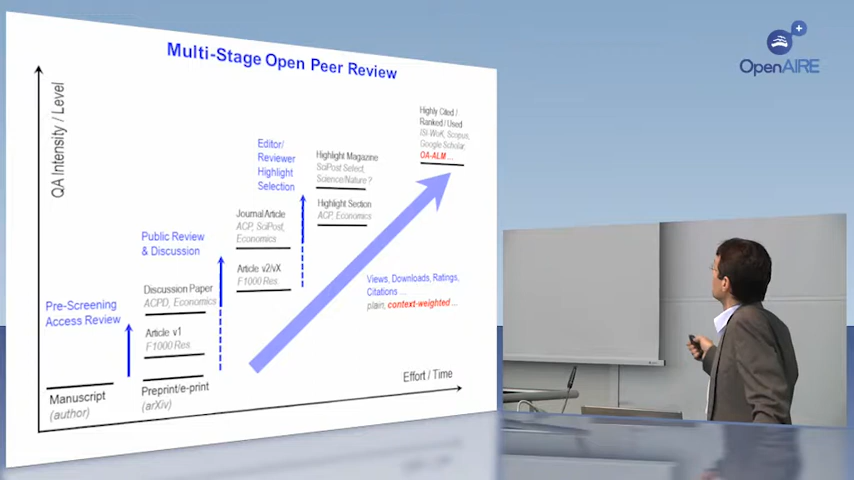 Multi-Stage Open Peer Review
OpenAIRE
QA Intensity / Level
Highly Cited /
Ranked / Used
ISI-WoK, Scopus,
Google Scholar,
OA-ALM ...
Editor/
Reviewer
Highlight
Selection
Highlight Magazine
SciPost Select,
Science/Nature ?
Highlight Section
ACP, Economics
Journal Article
ACP, SciPost,
Economics
Article v2/vX
F1000 Res.
Public Review
& Discussion
Discussion Paper
ACPD, Economics
Article v1
F1000 Res.
Pre-Screening
Access Review
Views, Downloads, Ratings,
Citations ...
plain, context-weighted ...
Manuscript
(author)
Preprint/e-print
(arXiv)
Effort / Time